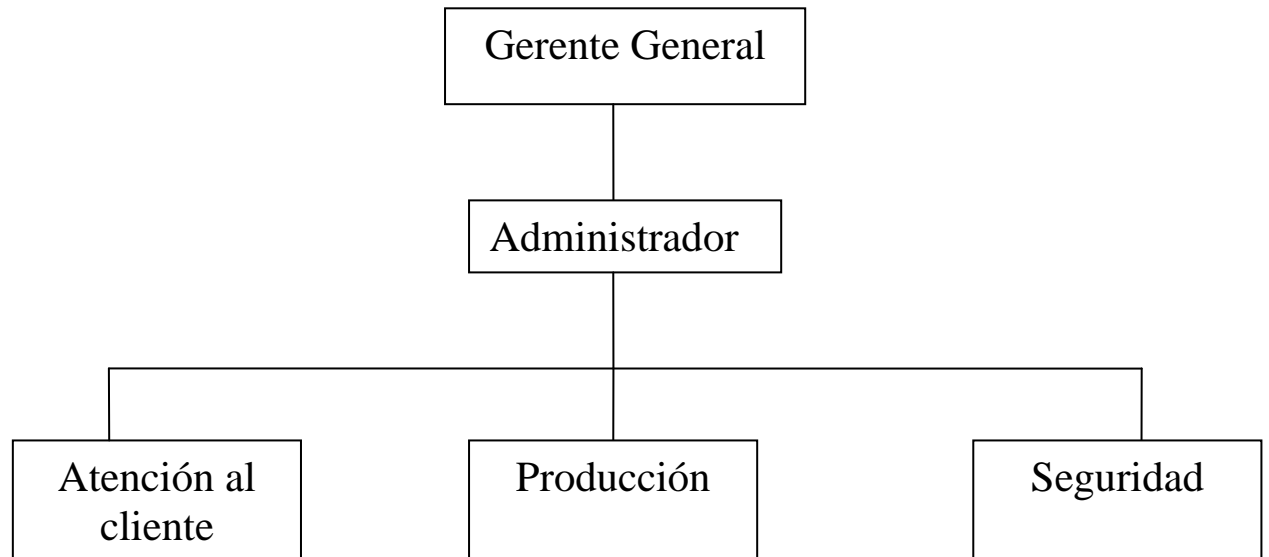 Gerente General
Administrador
Atención al
cliente
Producción
Seguridad